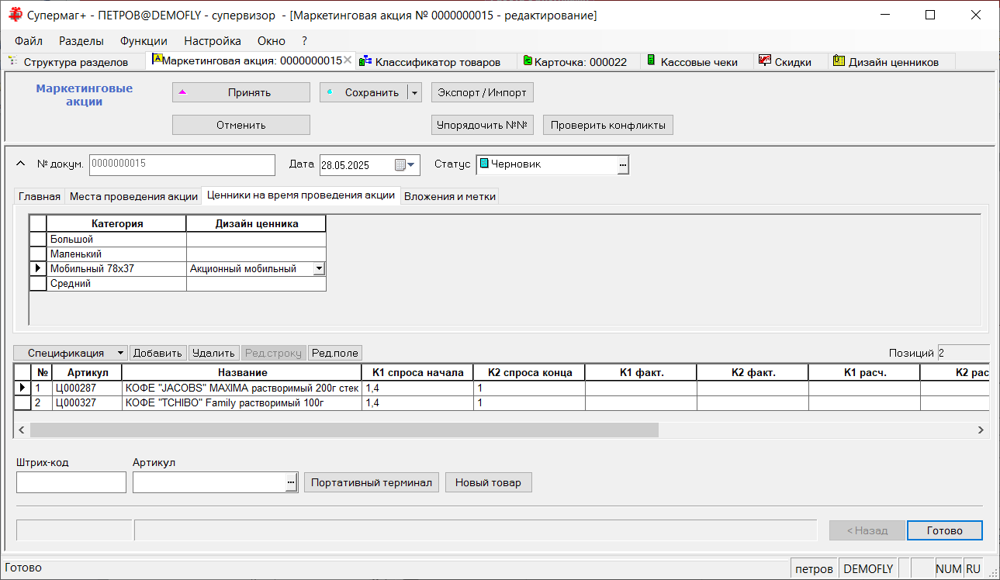 Супермаг+ - ПЕТРОВ@DEMOFLY - супервизор - [Маркетинговая акция № 0000000015 - редактирование]
Файл Разделы Функции Настройка Окно ?
Структура разделов Маркетинговая акция: 0000000015 Классификатор товаров Карточка: 000022 Кассовые чеки Скидки Дизайн ценников
Маркетинговые акции
Принять Сохранить Экспорт / Импорт
Отменить Упорядочить №№ Проверить конфликты
№ докум. 0000000015 Дата 28.05.2025 Статус Черновик ...
Главная Места проведения акции Ценники на время проведения акции Вложения и метки
Категория Дизайн ценника
Большой
Маленький
Мобильный 78x37 Акционный мобильный
Средний
Спецификация Добавить Удалить Ред.строку Ред.поле Позиций 2
№ Артикул Название К1 спроса начала К2 спроса конца К1 факт. К2 факт. К1 расч. К2 рас
1 Ц000287 КОФЕ "JACOBS" MAXIMA растворимый 200г стек 1,4 1
2 Ц000327 КОФЕ "TCHIBO" Family растворимый 100г 1,4 1
Штрих-код Артикул
... Портативный терминал Новый товар
< Назад Готово
Готово петров DEMOFLY NUM RU